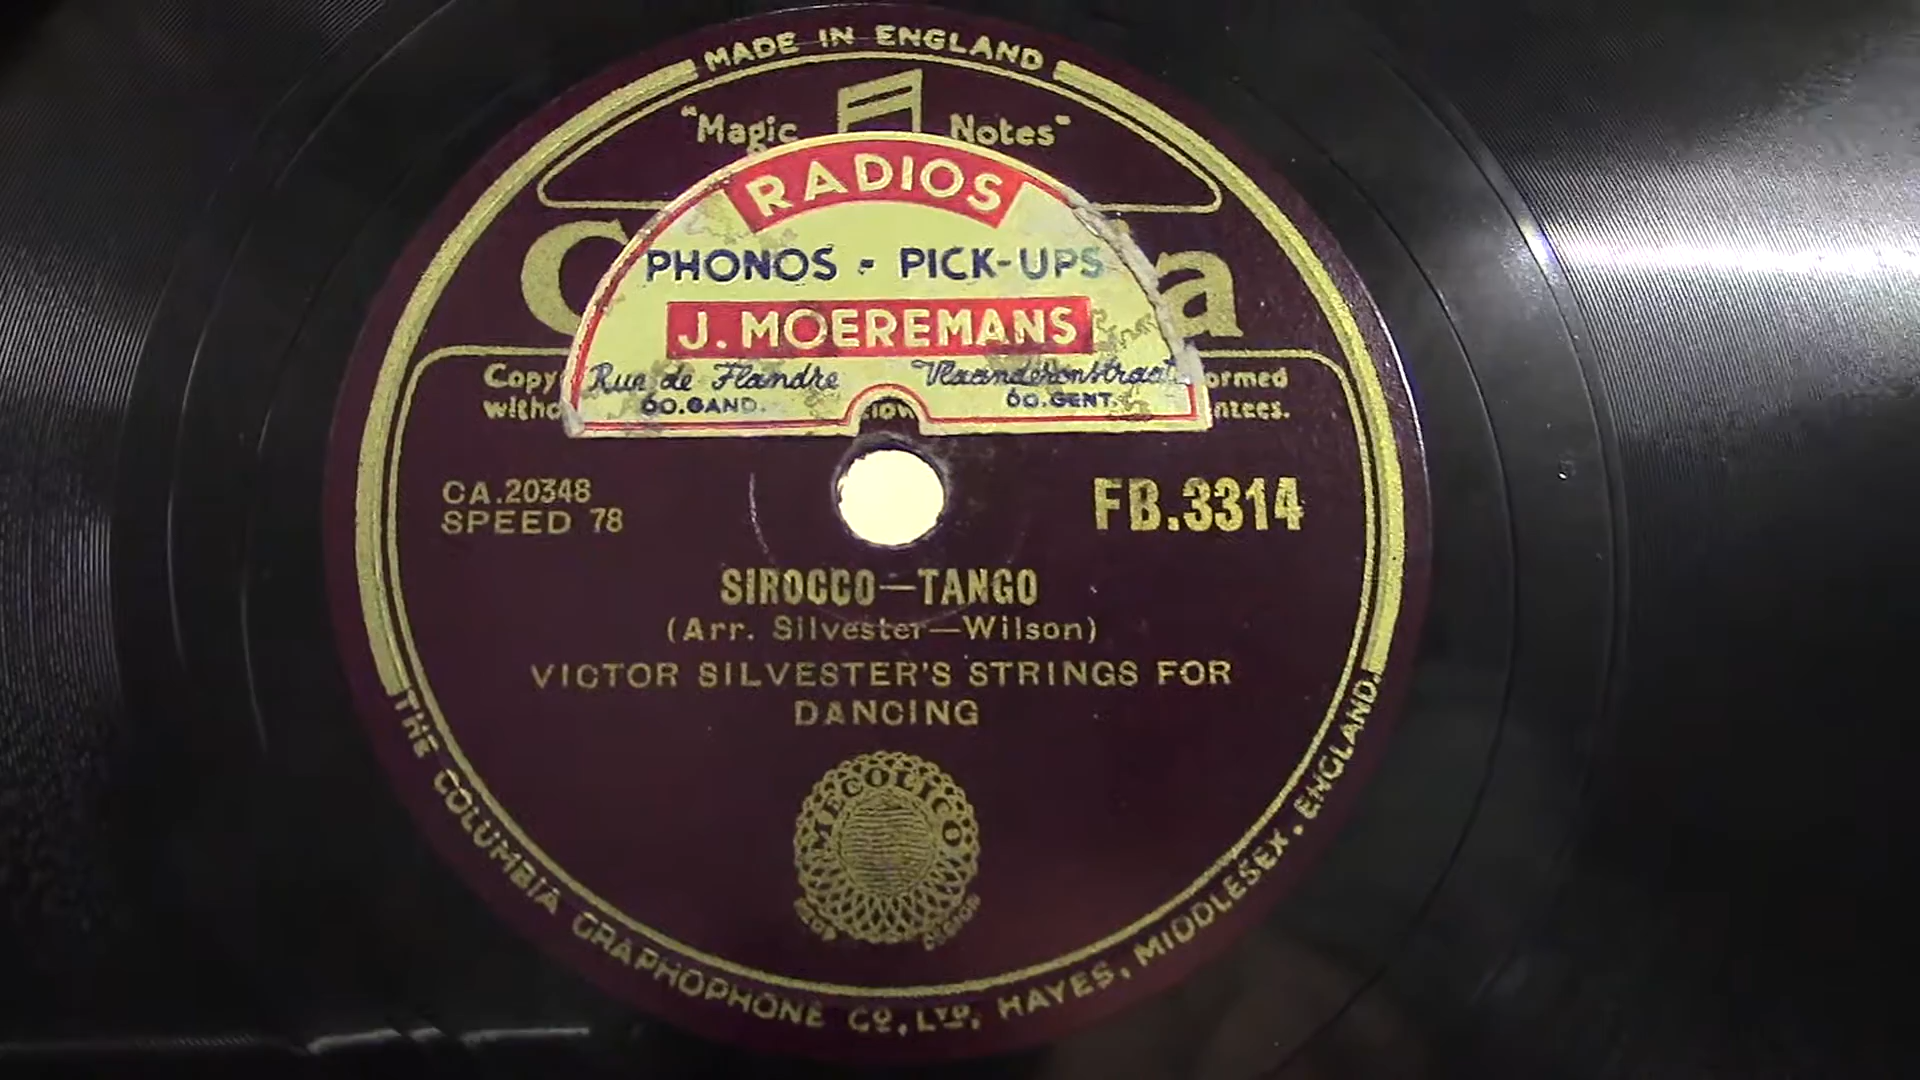 MADE IN ENGLAND
"Magic Notes"
RADIOS
PHONOS - PICK-UPS
J. MOEREMANS
Rue de Flandre Vlaanderenstraat
60. GAND. 60. GENT.
CA.20348
SPEED 78
FB.3314
SIROCCO—TANGO
(Arr. Silvester—Wilson)
VICTOR SILVESTER'S STRINGS FOR
DANCING
MECOLICO
THE COLUMBIA GRAPHOPHONE Co., LTD. HAYES, MIDDLESEX. ENGLAND.